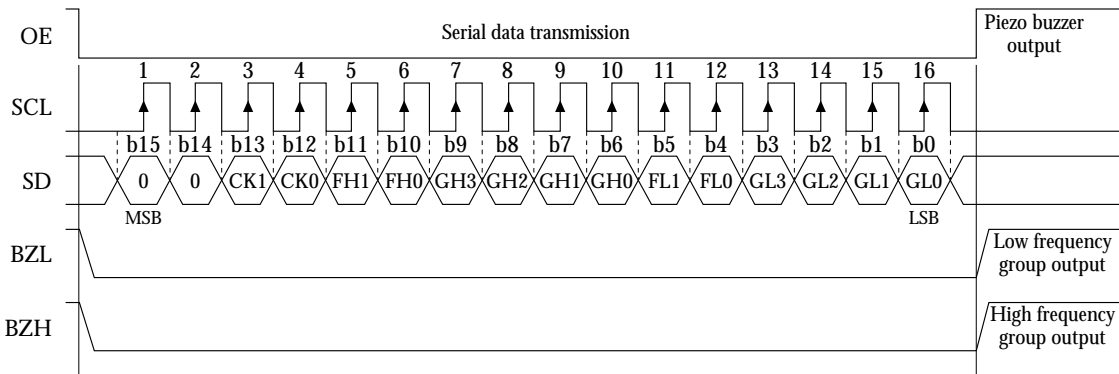 OE
Serial data transmission
Piezo buzzer
output
1 2 3 4 5 6 7 8 9 10 11 12 13 14 15 16
SCL
b15 b14 b13 b12 b11 b10 b9 b8 b7 b6 b5 b4 b3 b2 b1 b0
SD
0 0 CK1 CK0 FH1 FH0 GH3 GH2 GH1 GH0 FL1 FL0 GL3 GL2 GL1 GL0
MSB LSB
BZL
Low frequency
group output
BZH
High frequency
group output